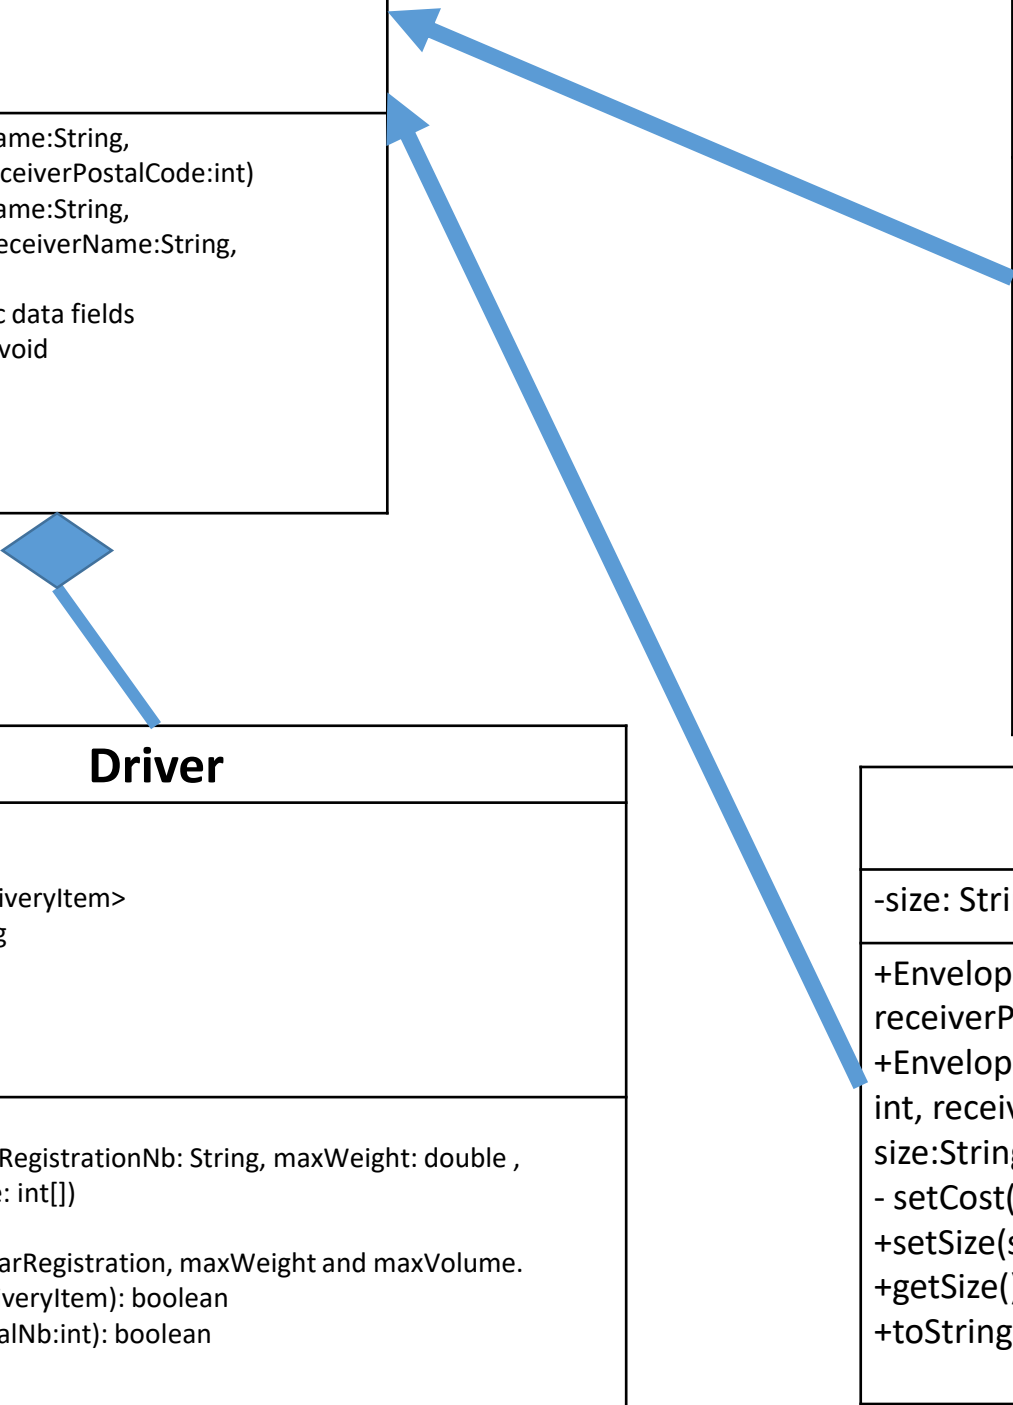 ame:String,
ceiverPostalCode:int)
ame:String,
eceiverName:String,
c data fields
void
Driver
iveryItem>
g
RegistrationNb: String, maxWeight: double ,
e: int[])
arRegistration, maxWeight and maxVolume.
veryItem): boolean
alNb:int): boolean
-size: Stri
+Envelop
receiverP
+Envelop
int, receiv
size:String
- setCost(
+setSize(s
+getSize()
+toString